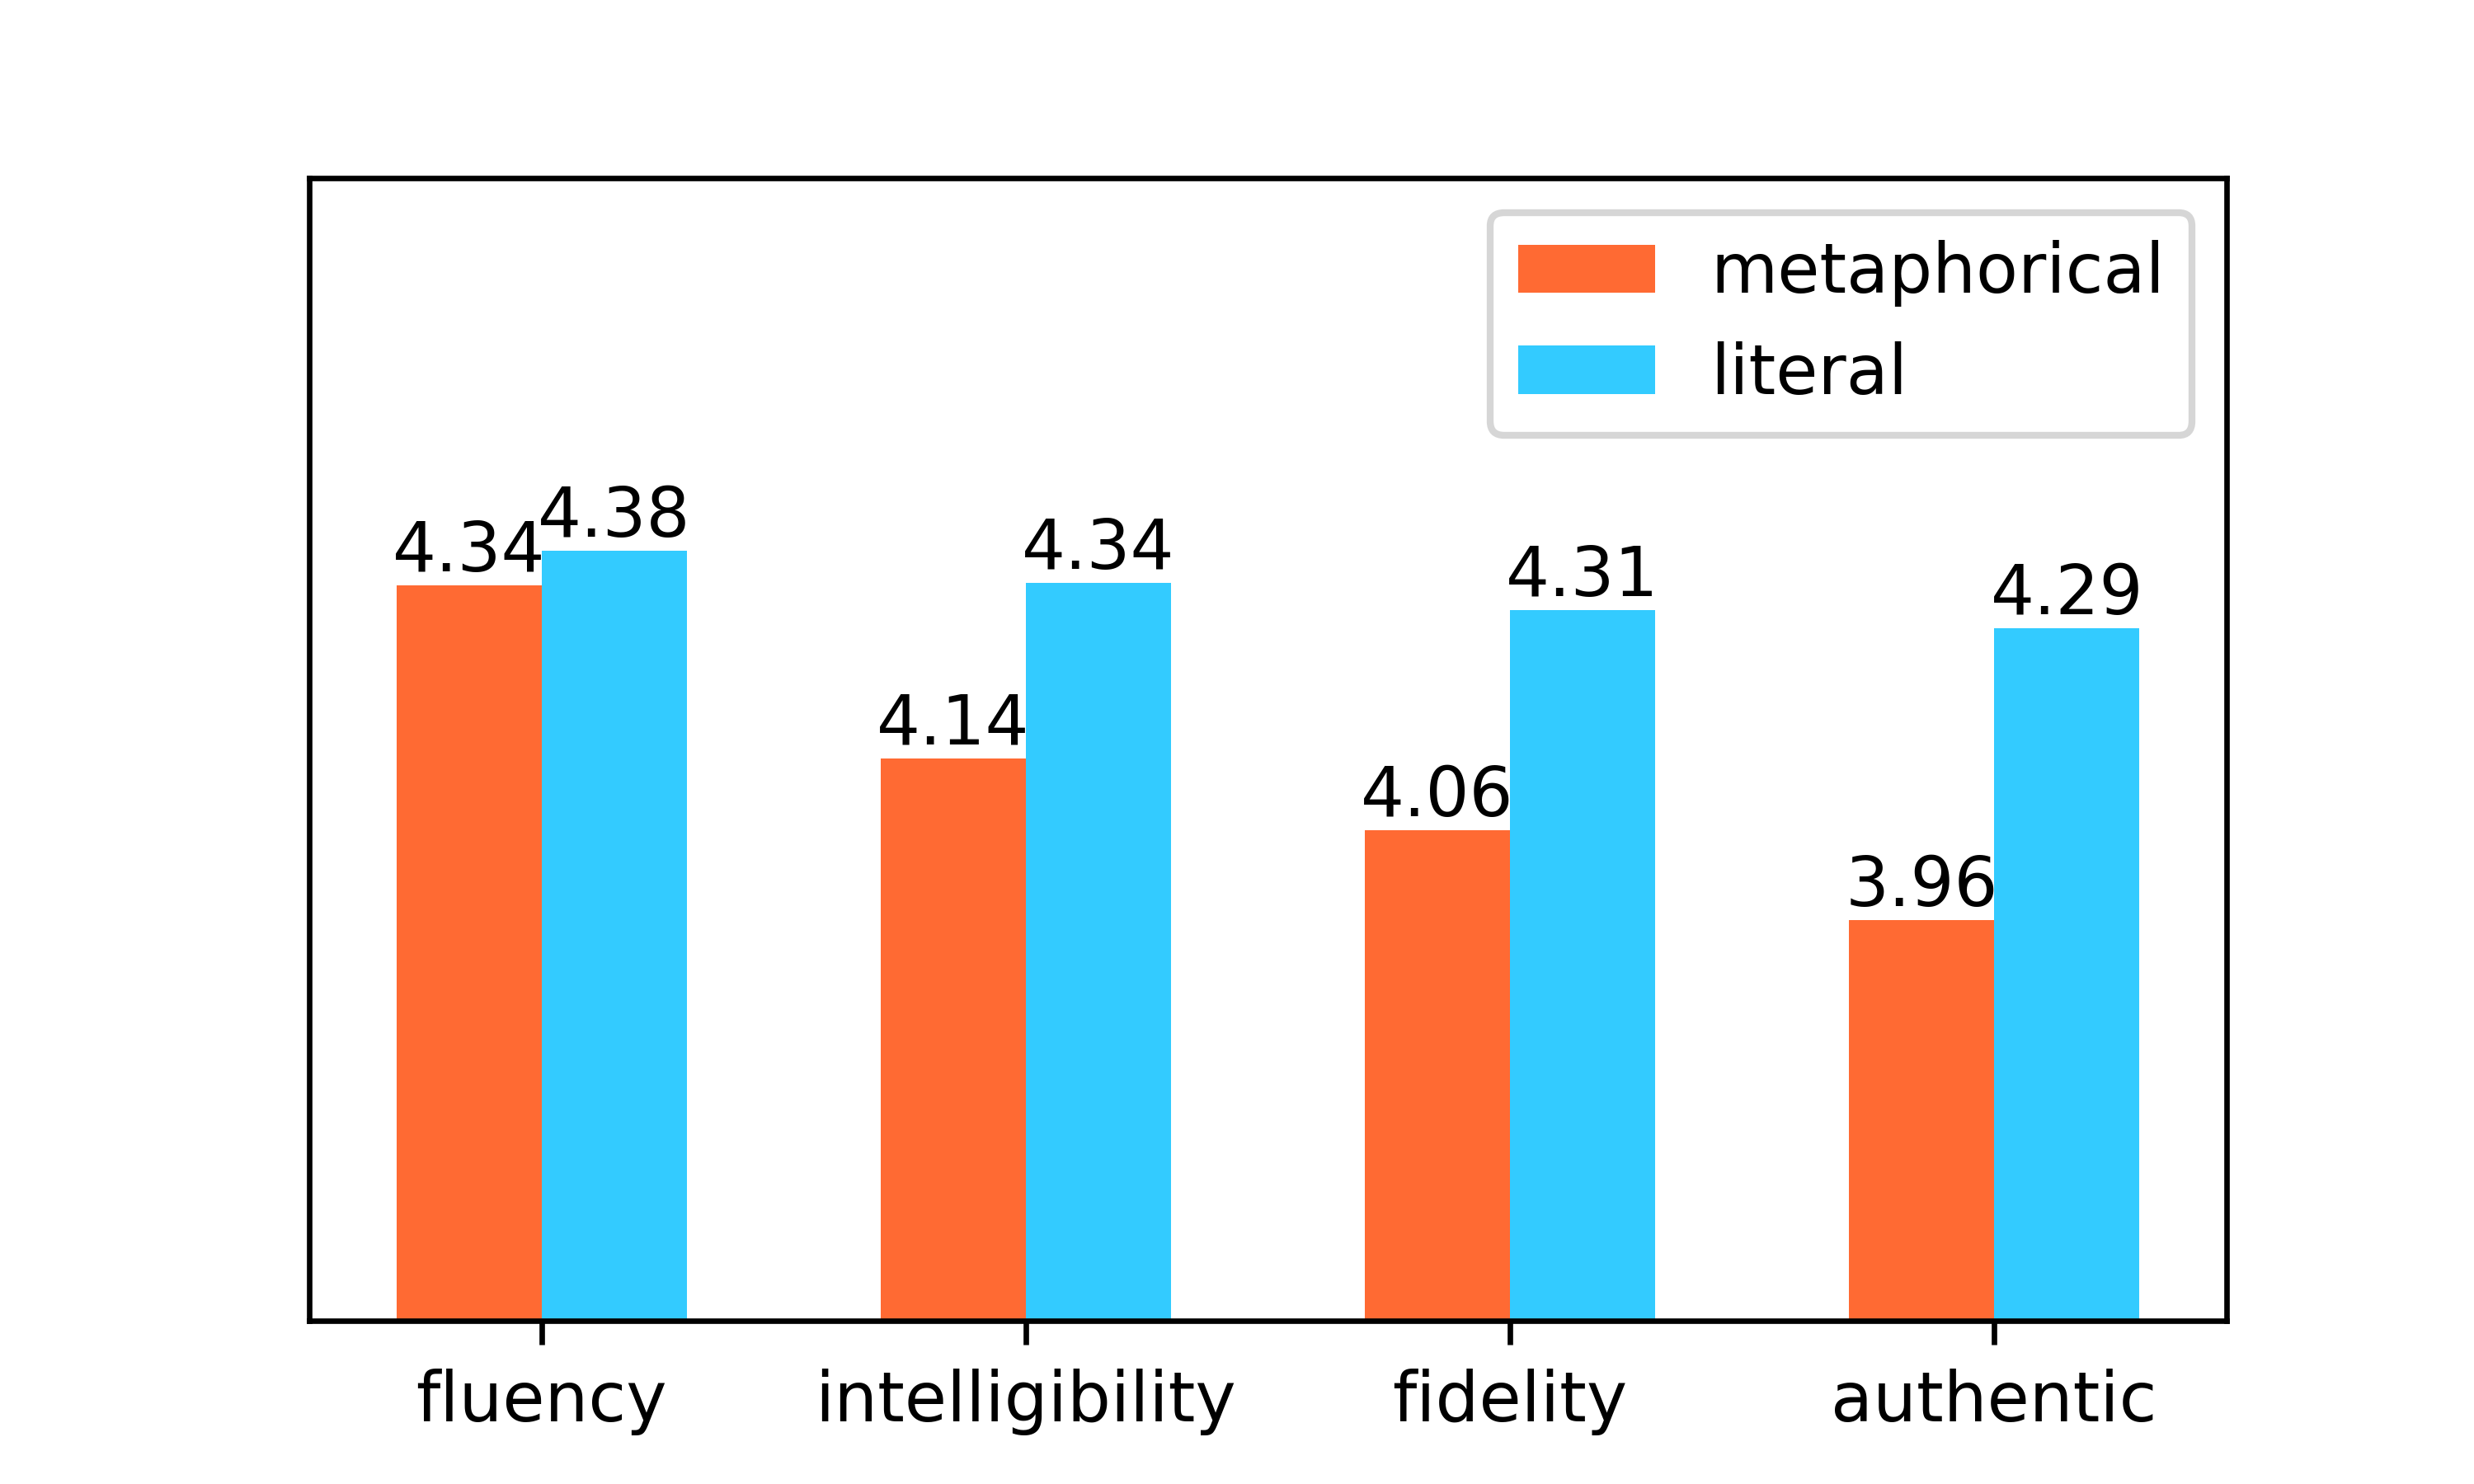 metaphorical
literal
4.34
4.38
4.14
4.34
4.06
4.31
3.96
4.29
fluency
intelligibility
fidelity
authentic